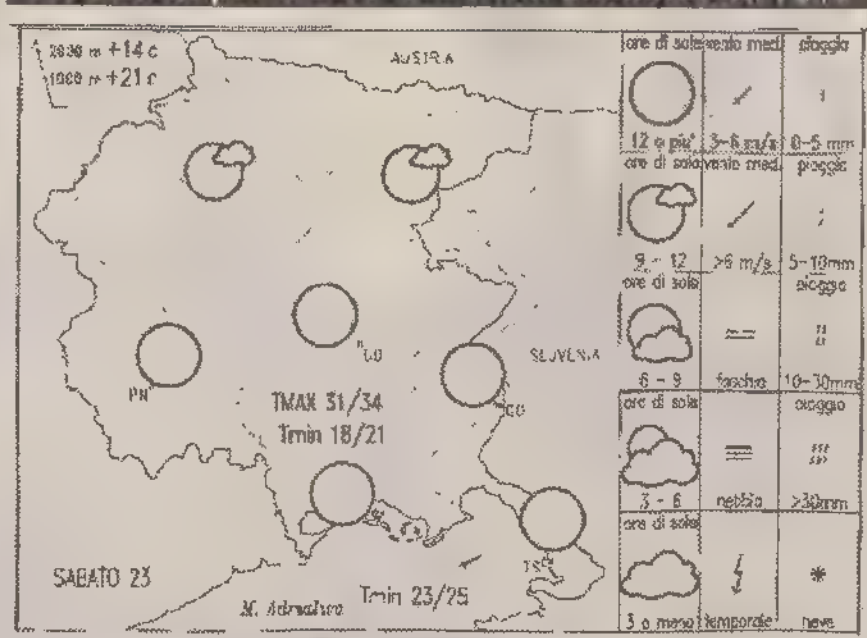 2000 m +14 c
1000 m +21 c
AUSTRIA
SLOVENIA
UD
PN
GO
TMAX 31/34
Tmin 18/21
TS
SABATO 23
M. Adriatico
Tmin 23/25
ore di sole vento med. pioggia
12 o piu' 3-6 m/s 0-5 mm
ore di sole vento med. pioggia
9 - 12 >6 m/s 5-10mm
ore di sole pioggia
6 - 9 foschia 10-30mm
ore di sole pioggia
3 - 6 nebbia >30mm
ore di sole
3 o meno temporale neve